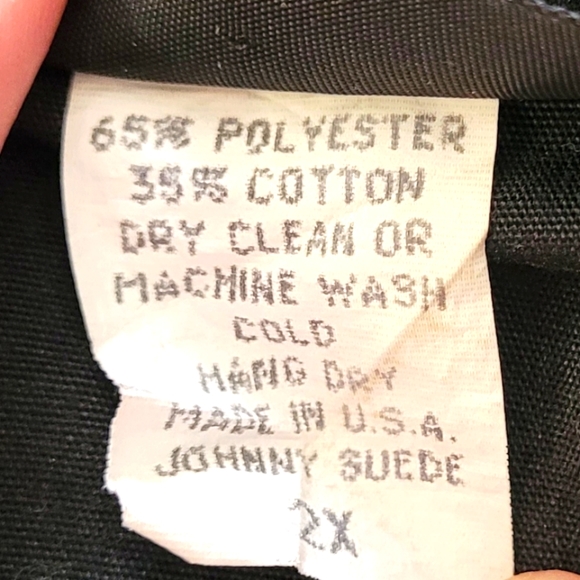 65% POLYESTER
35% COTTON
DRY CLEAN OR
MACHINE WASH
COLD
HANG DRY
MADE IN U.S.A.
JOHNNY SUEDE
2X